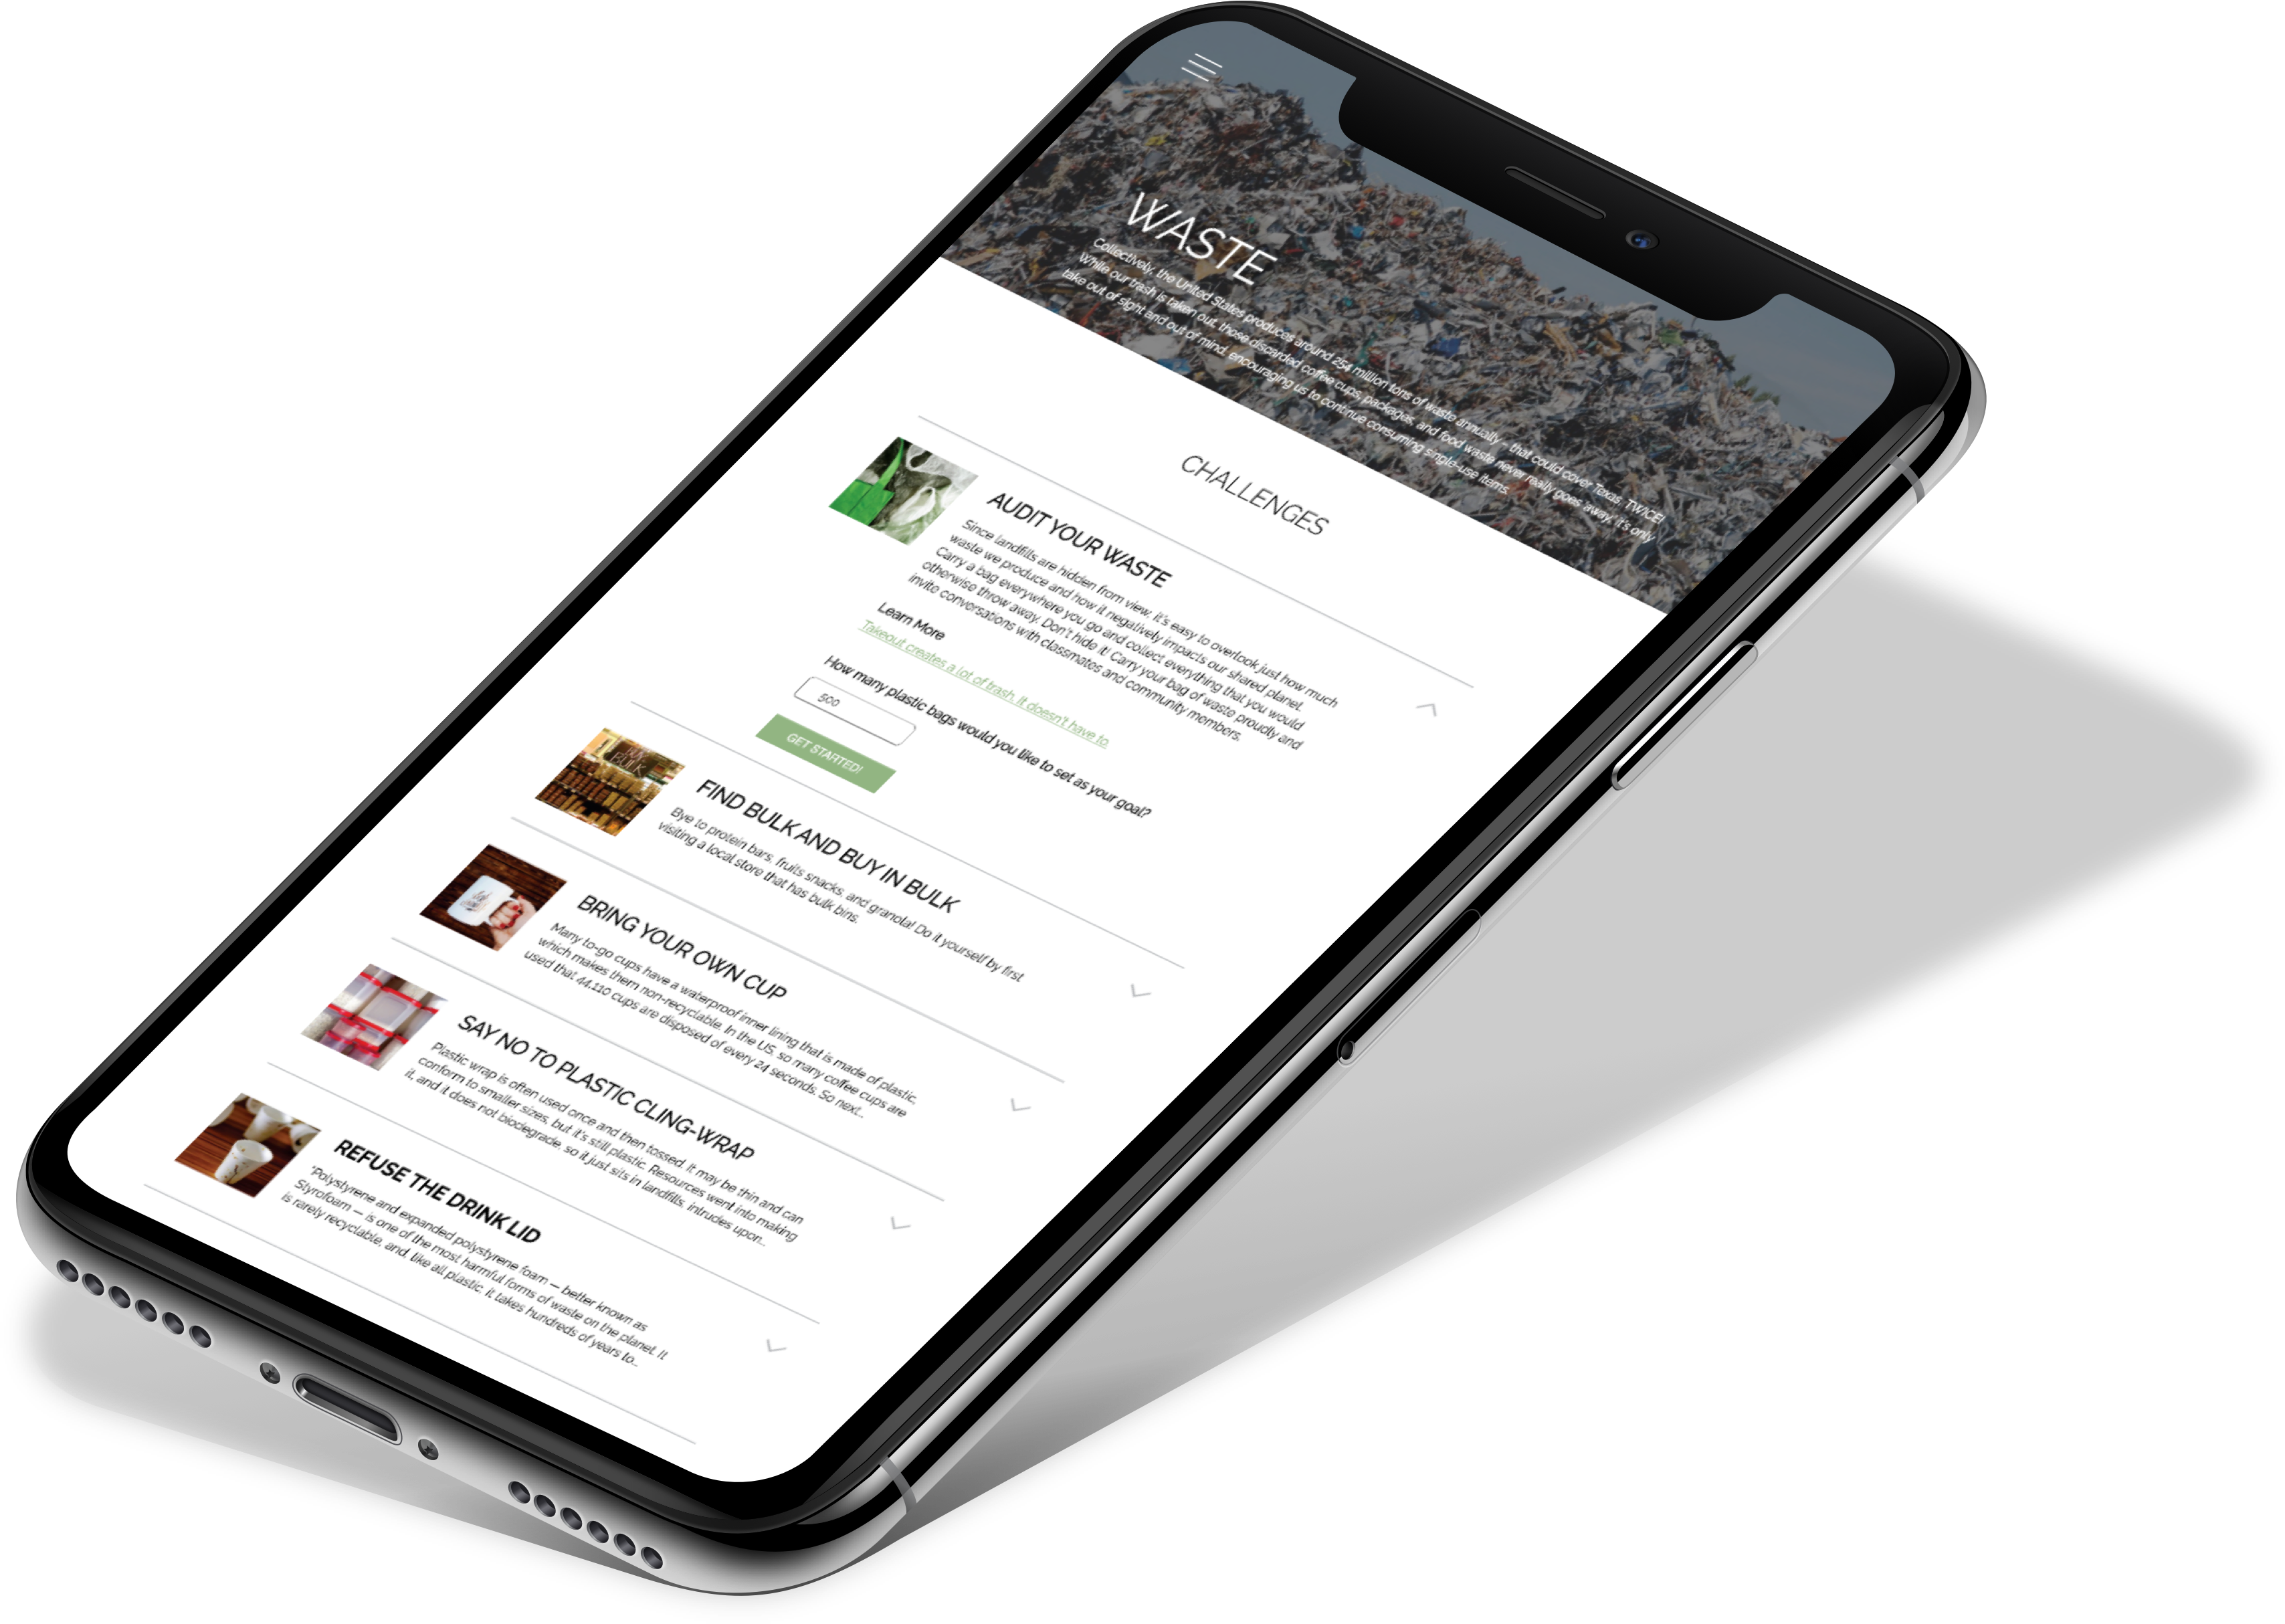 WASTE
Collectively, the United States produces around 254 million tons of waste annually – that could cover Texas, TWICE!
While our trash is taken out, those discarded coffee cups, packages, and food waste never really goes 'away,' it's only
take out of sight and out of mind, encouraging us to continue consuming single-use items.
CHALLENGES
AUDIT YOUR WASTE
Since landfills are hidden from view, it's easy to overlook just how much
waste we produce and how it negatively impacts our shared planet.
Carry a bag everywhere you go and collect everything that you would
otherwise throw away. Don't hide it! Carry your bag of waste proudly and
invite conversations with classmates and community members.
Learn More
Takeout creates a lot of trash. It doesn't have to.
How many plastic bags would you like to set as your goal?
500
GET STARTED!
BUY
BULK
FIND BULK AND BUY IN BULK
Bye to protein bars, fruits snacks, and granola! Do it yourself by first
visiting a local store that has bulk bins.
BRING YOUR OWN CUP
Many to-go cups have a waterproof inner lining that is made of plastic,
which makes them non-recyclable. In the US, so many coffee cups are
used that 44,110 cups are disposed of every 24 seconds. So next...
SAY NO TO PLASTIC CLING-WRAP
Plastic wrap is often used once and then tossed. It may be thin and can
conform to smaller sizes, but it's still plastic. Resources went into making
it, and it does not biodegrade, so it just sits in landfills, intrudes upon...
REFUSE THE DRINK LID
"Polystyrene and expanded polystyrene foam — better known as
Styrofoam — is one of the most harmful forms of waste on the planet. It
is rarely recyclable, and, like all plastic, it takes hundreds of years to...